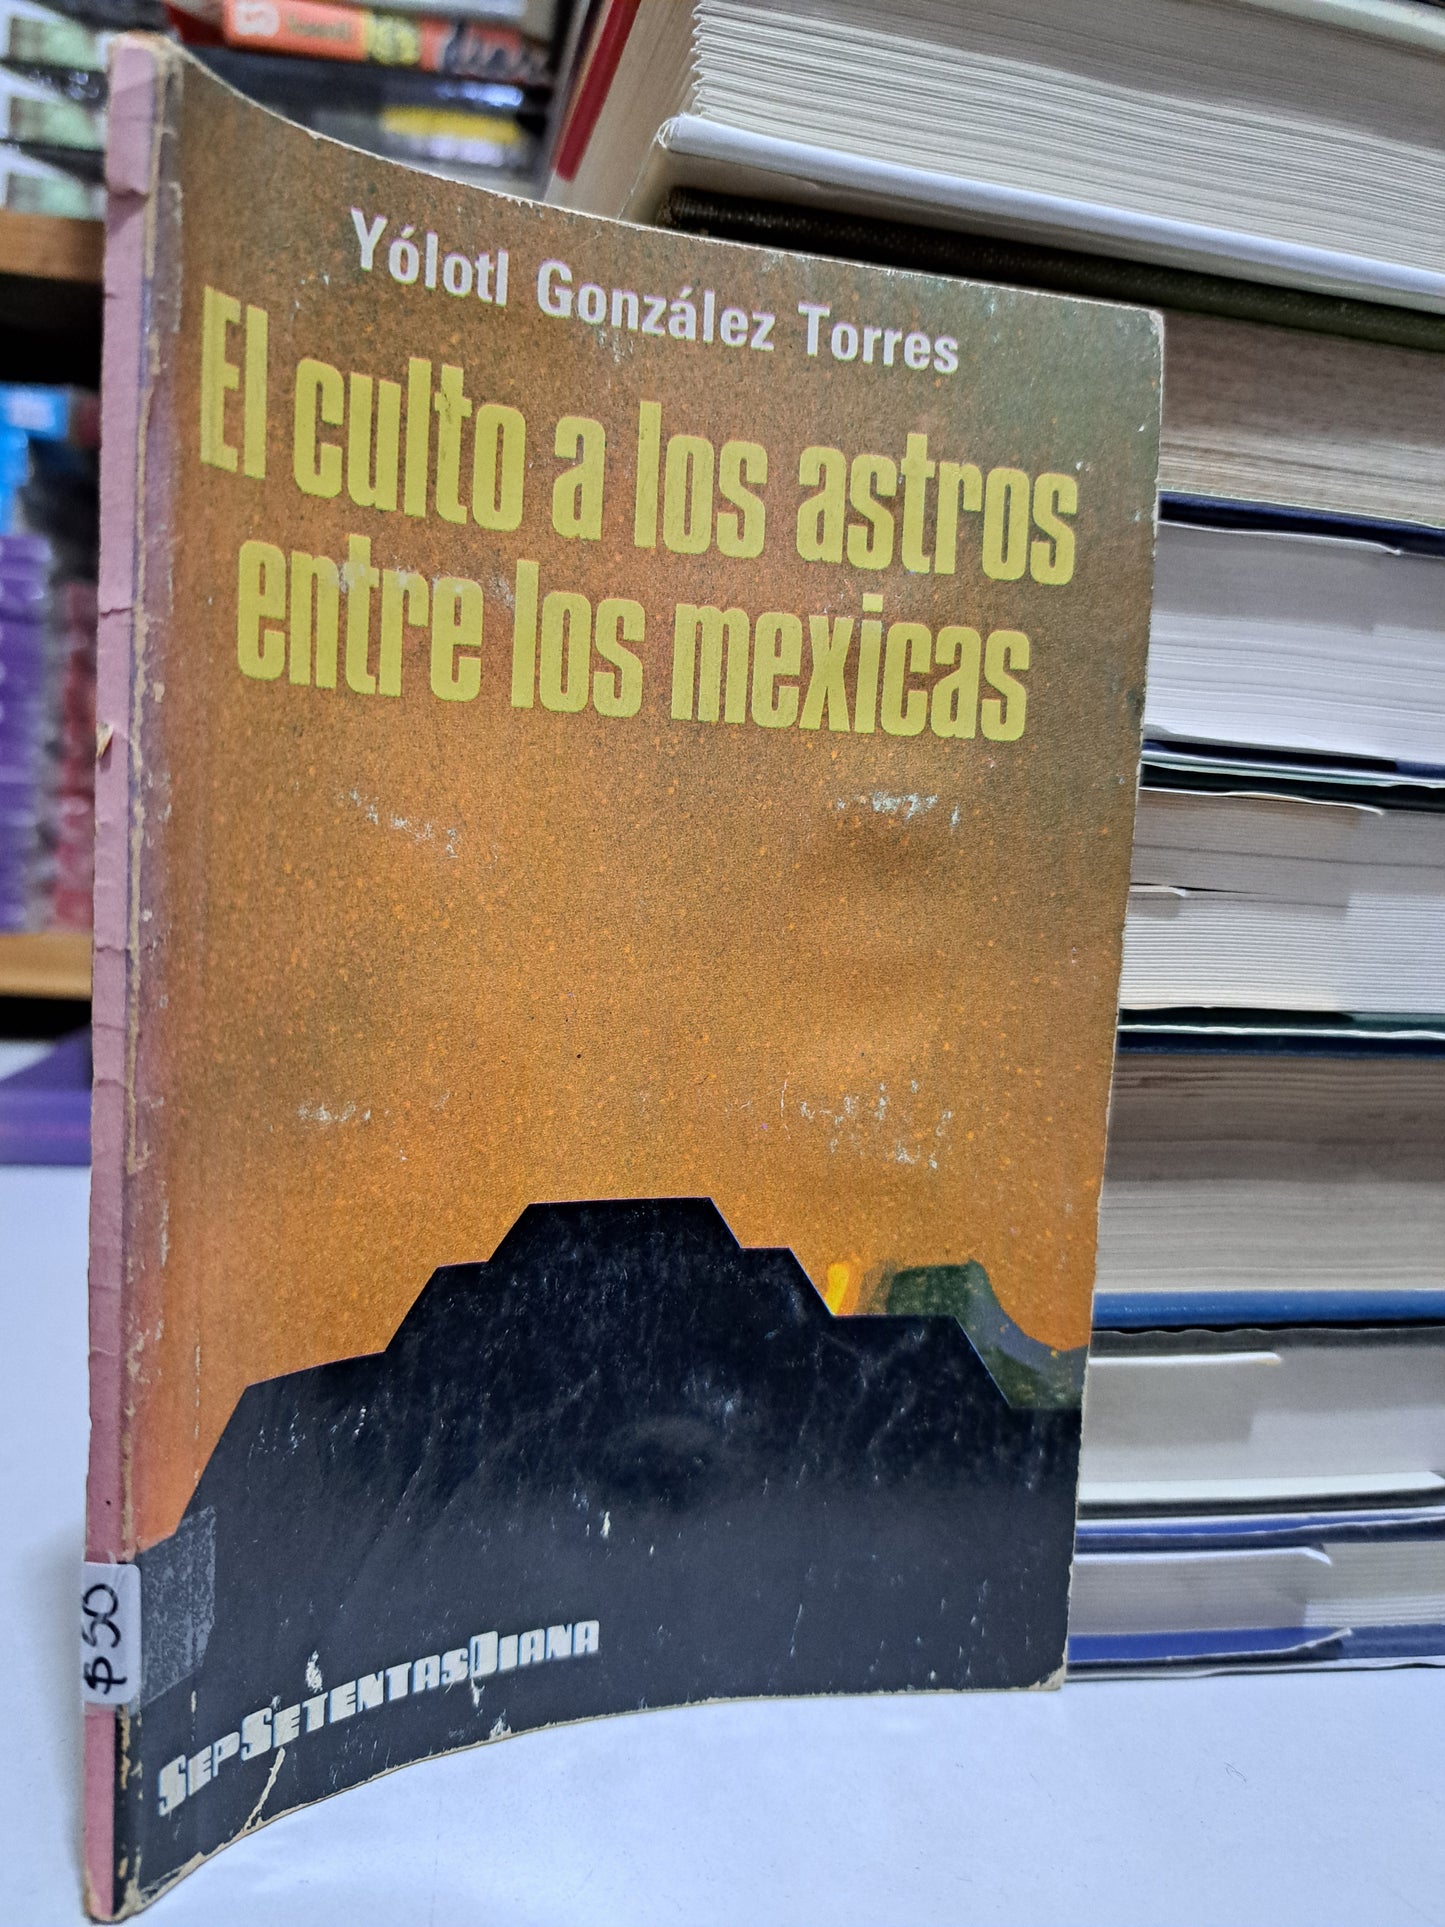 Yólotl González Torres
El culto a los astros
entre los mexicas
$50
SEPSETENTASDIANA